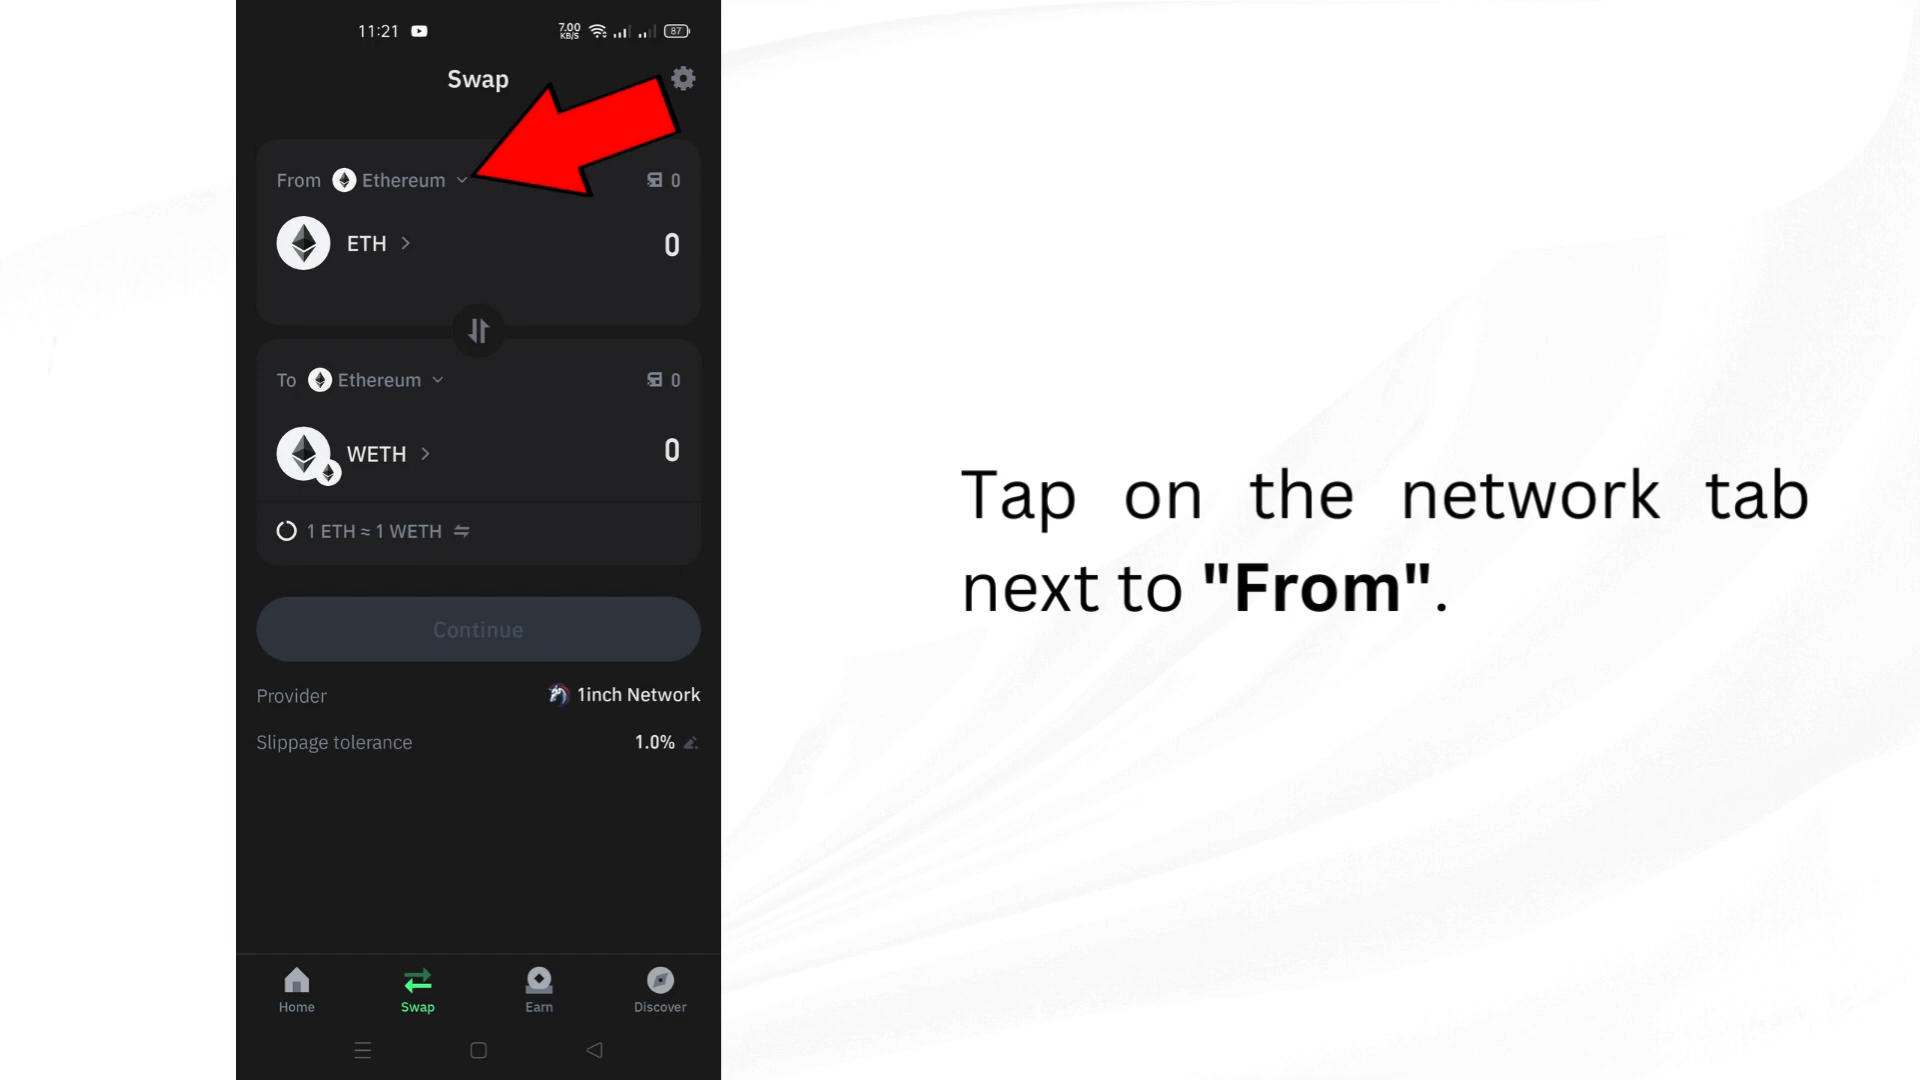 11:21
7.00
KB/S
87
Swap
From Ethereum 0
ETH 0
To Ethereum 0
WETH 0
1 ETH ≈ 1 WETH
Continue
Provider 1inch Network
Slippage tolerance 1.0%
Home Swap Earn Discover
Tap on the network tab
next to "From".